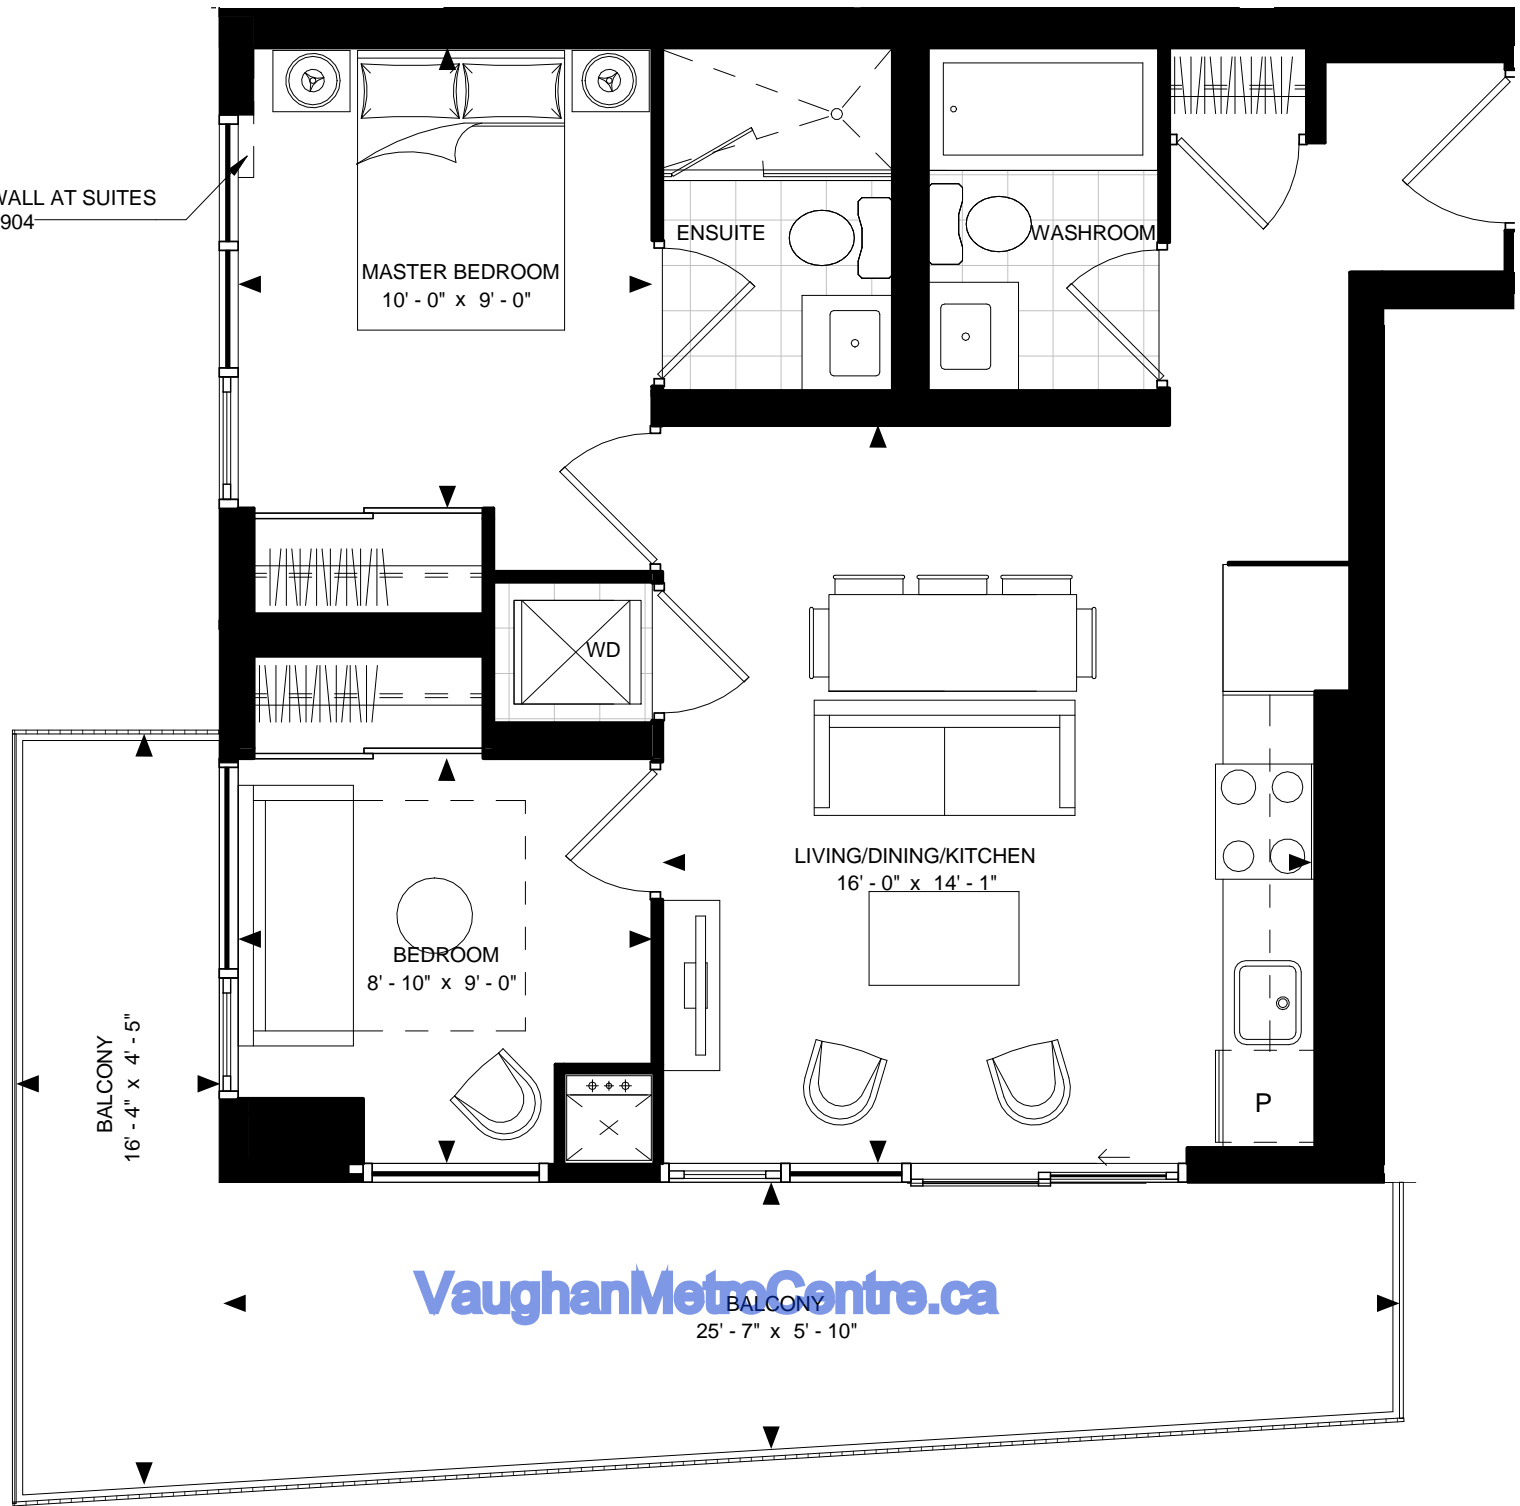 WALL AT SUITES
904
MASTER BEDROOM
10' - 0" x 9' - 0"
ENSUITE
WASHROOM
WD
LIVING/DINING/KITCHEN
16' - 0" x 14' - 1"
BEDROOM
8' - 10" x 9' - 0"
BALCONY
16' - 4" x 4' - 5"
P
VaughanMetroCentre.ca
BALCONY
25' - 7" x 5' - 10"